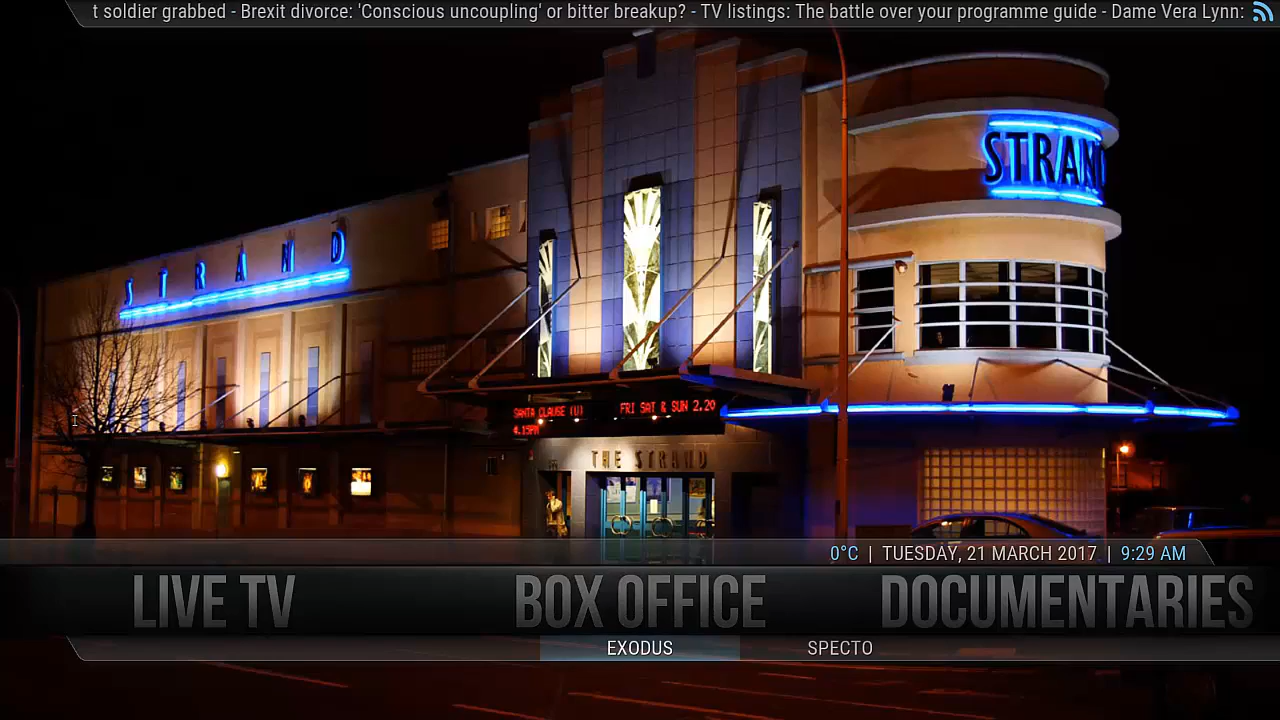 t soldier grabbed - Brexit divorce: 'Conscious uncoupling' or bitter breakup? - TV listings: The battle over your programme guide - Dame Vera Lynn:
STRAND
STRAND
SANTA CLAUSE (U) FRI SAT & SUN 2.20
4.15PM
THE STRAND
0°C | TUESDAY, 21 MARCH 2017 | 9:29 AM
LIVE TV BOX OFFICE DOCUMENTARIES
EXODUS SPECTO